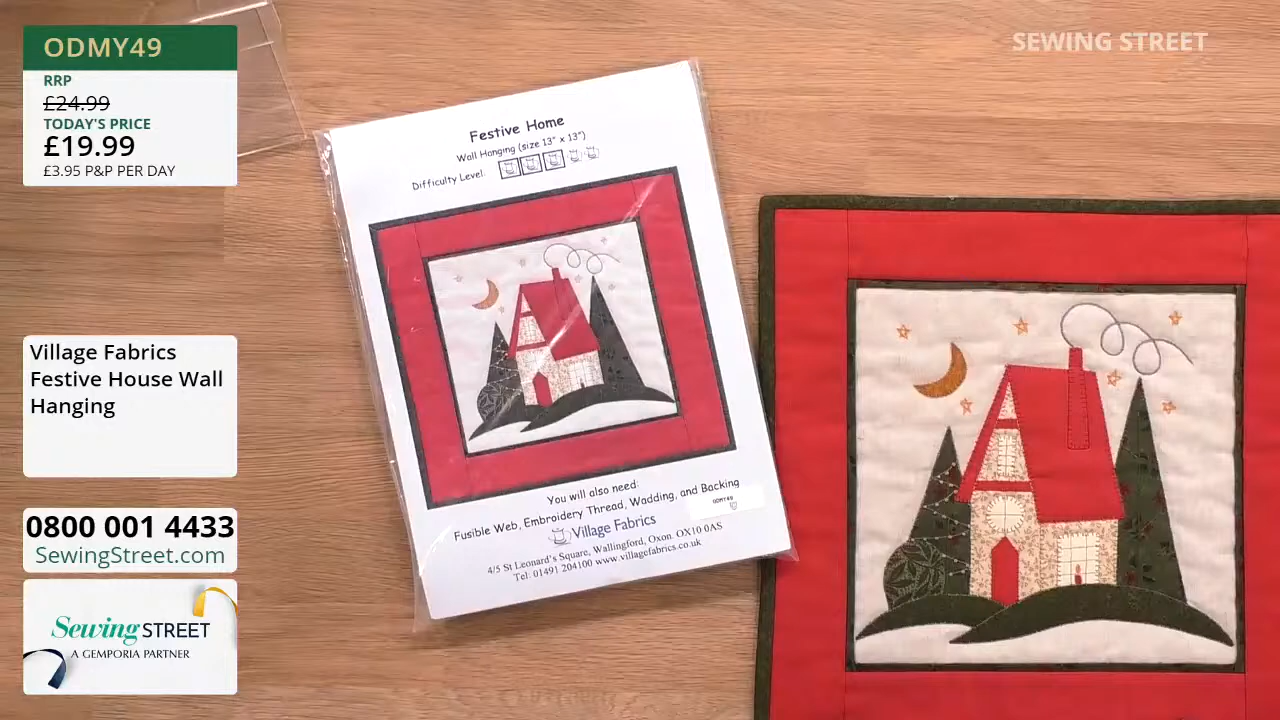 ODMY49
RRP
£24.99
TODAY'S PRICE
£19.99
£3.95 P&P PER DAY
SEWING STREET
Festive Home
Wall Hanging (size 13" x 13")
Difficulty Level:
You will also need:
Fusible Web, Embroidery Thread, Wadding, and Backing
ODMY49
Village Fabrics
4/5 St Leonard's Square, Wallingford, Oxon. OX10 0AS
Tel: 01491 204100 www.villagefabrics.co.uk
Village Fabrics
Festive House Wall
Hanging
0800 001 4433
SewingStreet.com
Sewing STREET
A GEMPORIA PARTNER